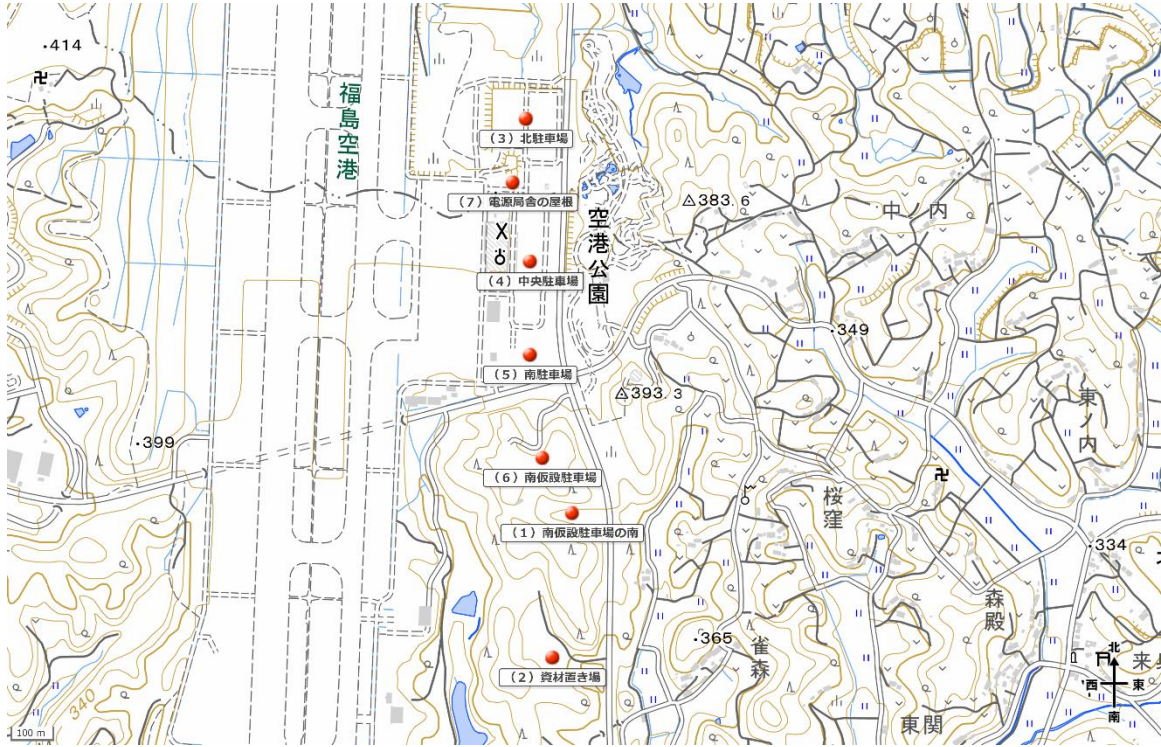 ・414
卍
福島空港
(3) 北駐車場
(7) 電源局舎の屋根
(4) 中央駐車場
空港公園
383.6
中ノ内
・349
(5) 南駐車場
393.3
東ノ内
・399
(6) 南仮設駐車場
卍
桜窪
(1) 南仮設駐車場の南
・334
森殿
・365
雀森
(2) 資材置き場
340
東関
北
西
東
南
100 m